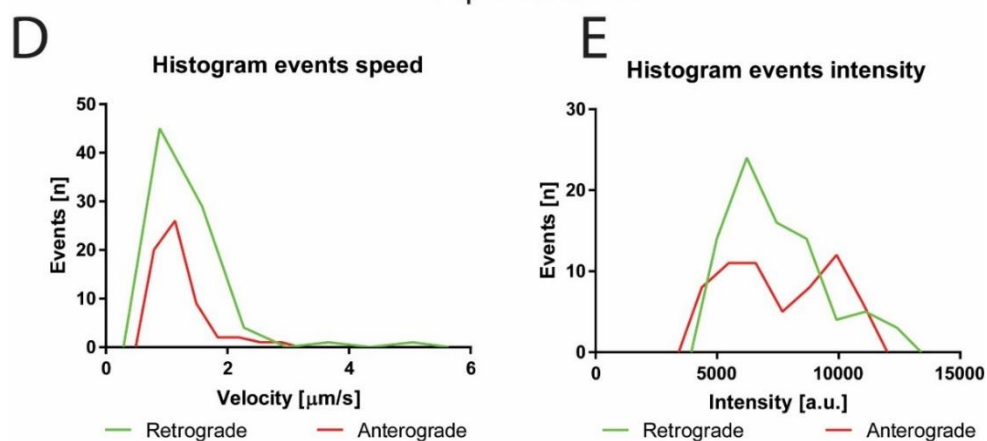 D
Histogram events speed
50
40
30
20
10
0
Events [n]
0 2 4 6
Velocity [μm/s]
Retrograde Anterograde
E
Histogram events intensity
30
20
10
0
Events [n]
0 5000 10000 15000
Intensity [a.u.]
Retrograde Anterograde